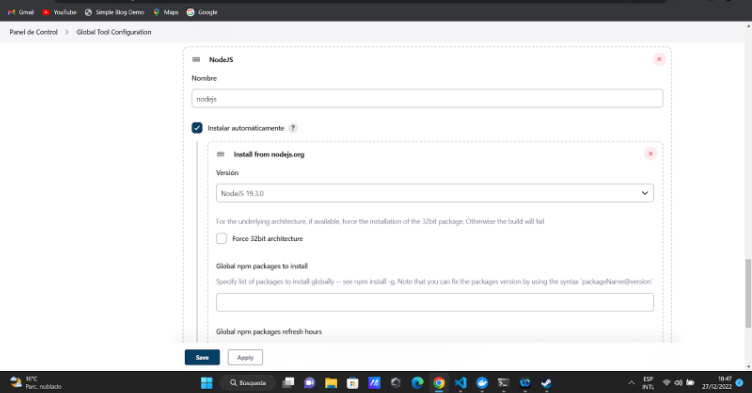 Gmail YouTube Simple Blog Demo Maps Google
Panel de Control > Global Tool Configuration
NodeJS
Nombre
nodejs
Instalar automáticamente ?
Install from nodejs.org
Versión
NodeJS 19.3.0
For the underlying architecture, if available, force the installation of the 32bit package. Otherwise the build will fail
Force 32bit architecture
Global npm packages to install
Specify list of packages to install globally -- see npm install -g. Note that you can fix the packages version by using the syntax `packageName@version`
Global npm packages refresh hours
Save Apply
16°C
Parc. nublado
Búsqueda
ESP
INTL
18:47
27/12/2022